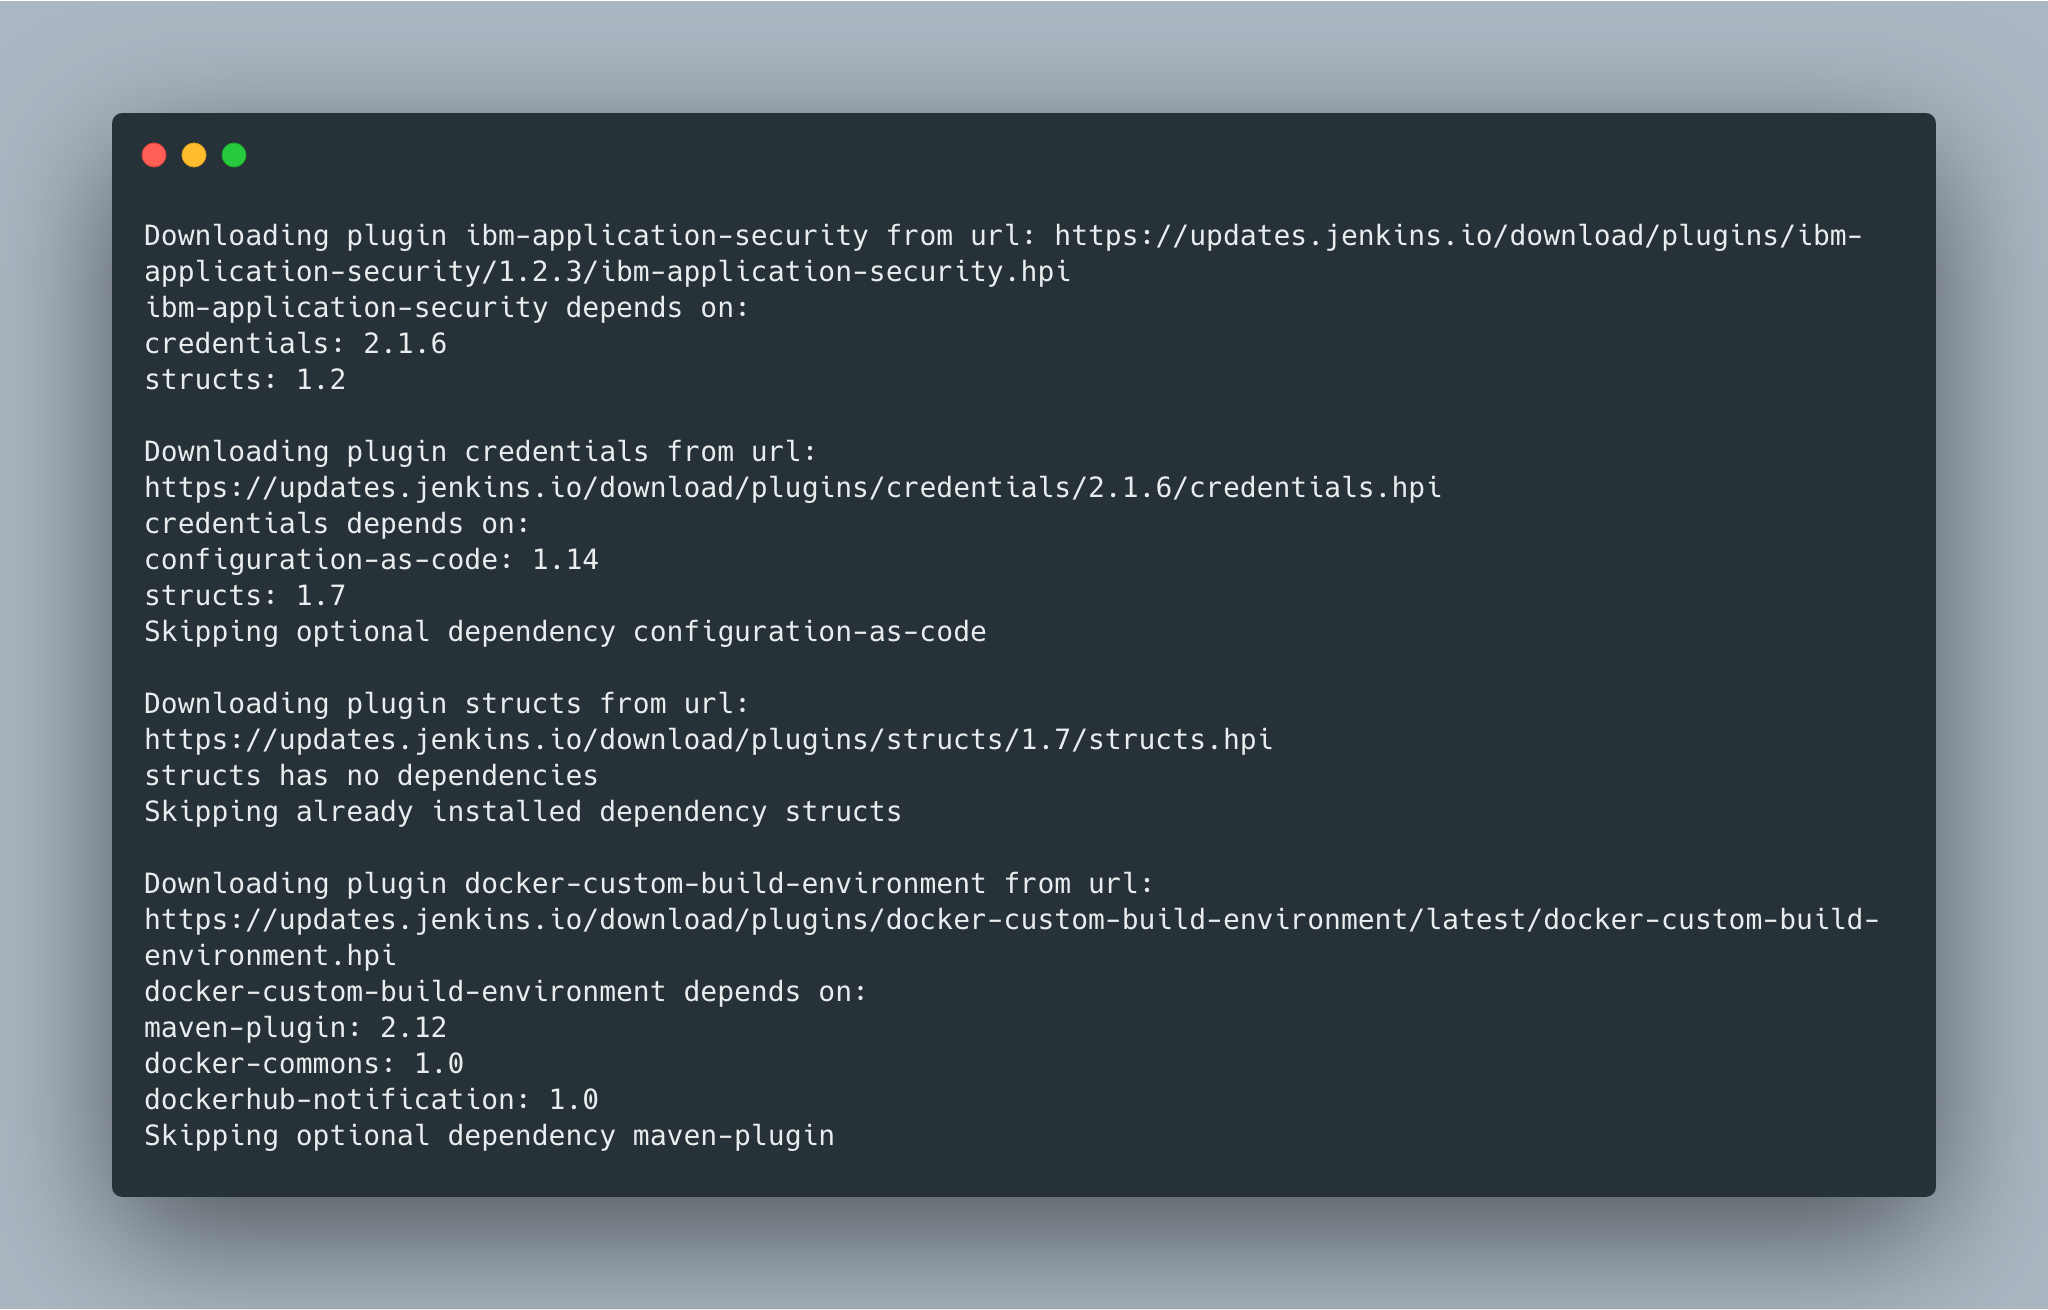 Downloading plugin ibm-application-security from url: https://updates.jenkins.io/download/plugins/ibm-
application-security/1.2.3/ibm-application-security.hpi
ibm-application-security depends on:
credentials: 2.1.6
structs: 1.2

Downloading plugin credentials from url:
https://updates.jenkins.io/download/plugins/credentials/2.1.6/credentials.hpi
credentials depends on:
configuration-as-code: 1.14
structs: 1.7
Skipping optional dependency configuration-as-code

Downloading plugin structs from url:
https://updates.jenkins.io/download/plugins/structs/1.7/structs.hpi
structs has no dependencies
Skipping already installed dependency structs

Downloading plugin docker-custom-build-environment from url:
https://updates.jenkins.io/download/plugins/docker-custom-build-environment/latest/docker-custom-build-
environment.hpi
docker-custom-build-environment depends on:
maven-plugin: 2.12
docker-commons: 1.0
dockerhub-notification: 1.0
Skipping optional dependency maven-plugin